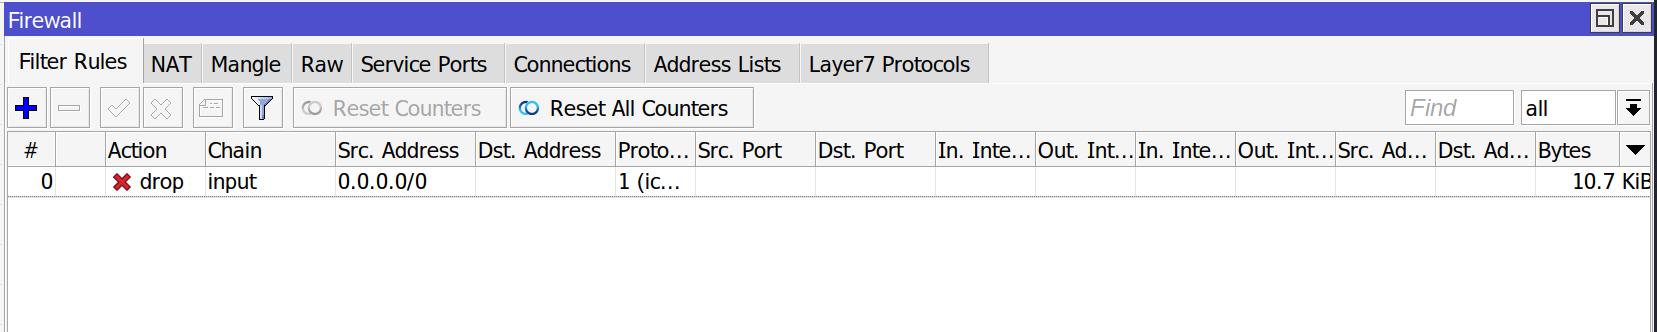 Firewall
Filter Rules NAT Mangle Raw Service Ports Connections Address Lists Layer7 Protocols
Reset Counters Reset All Counters Find all
# Action Chain Src. Address Dst. Address Proto... Src. Port Dst. Port In. Inte... Out. Int... In. Inte... Out. Int... Src. Ad... Dst. Ad... Bytes
0 drop input 0.0.0.0/0 1 (ic... 10.7 KiB